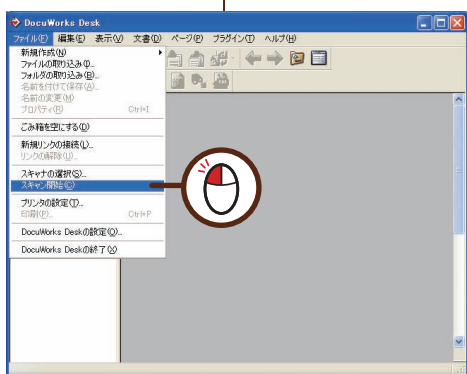 DocuWorks Desk
ファイル(F) 編集(E) 表示(V) 文書(D) ページ(P) プラグイン(T) ヘルプ(H)
新規作成(N)
ファイルの取り込み(I)...
フォルダの取り込み(B)...
名前を付けて保存(A)...
名前の変更(M)
プロパティ(R) Ctrl+I
ごみ箱を空にする(D)
新規リンクの接続(L)...
リンクの解除(U)...
スキャナの選択(S)...
スキャン開始(C)
プリンタの設定(T)...
印刷(P)... Ctrl+P
DocuWorks Deskの設定(O)...
DocuWorks Deskの終了(X)